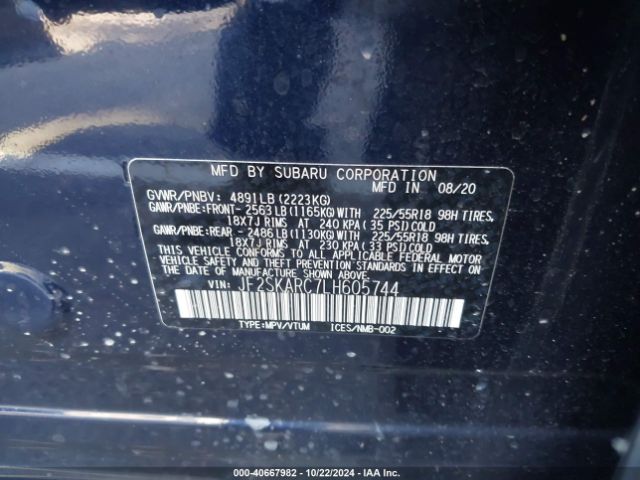 MFD BY SUBARU CORPORATION
MFD IN 08/20
GVWR/PNBV: 4891LB(2223KG)
GAWR/PNBE:FRONT- 2563LB(1165KG)WITH 225/55R18 98H TIRES,
18X7J RIMS AT 240 KPA(35 PSI)COLD
GAWR/PNBE:REAR - 2486LB(1130KG)WITH 225/55R18 98H TIRES,
18X7J RIMS AT 230 KPA(33 PSI)COLD
THIS VEHICLE CONFORMS TO ALL APPLICABLE FEDERAL MOTOR
VEHICLE SAFETY AND THEFT PREVENTION STANDARDS IN EFFECT
ON THE DATE OF MANUFACTURE SHOWN ABOVE.
VIN: JF2SKARC7LH605744
TYPE:MPV/VTUM ICES/NMB-002
000-40667982 - 10/22/2024 - IAA Inc.